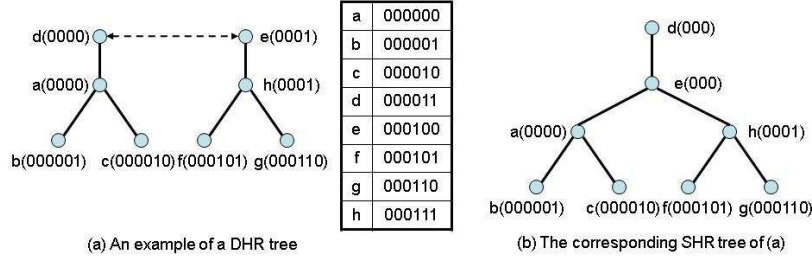 d(0000) e(0001)
a(0000) h(0001)
b(000001) c(000010) f(000101) g(000110)
(a) An example of a DHR tree
a 000000
b 000001
c 000010
d 000011
e 000100
f 000101
g 000110
h 000111
d(000)
e(000)
a(0000) h(0001)
b(000001) c(000010) f(000101) g(000110)
(b) The corresponding SHR tree of (a)